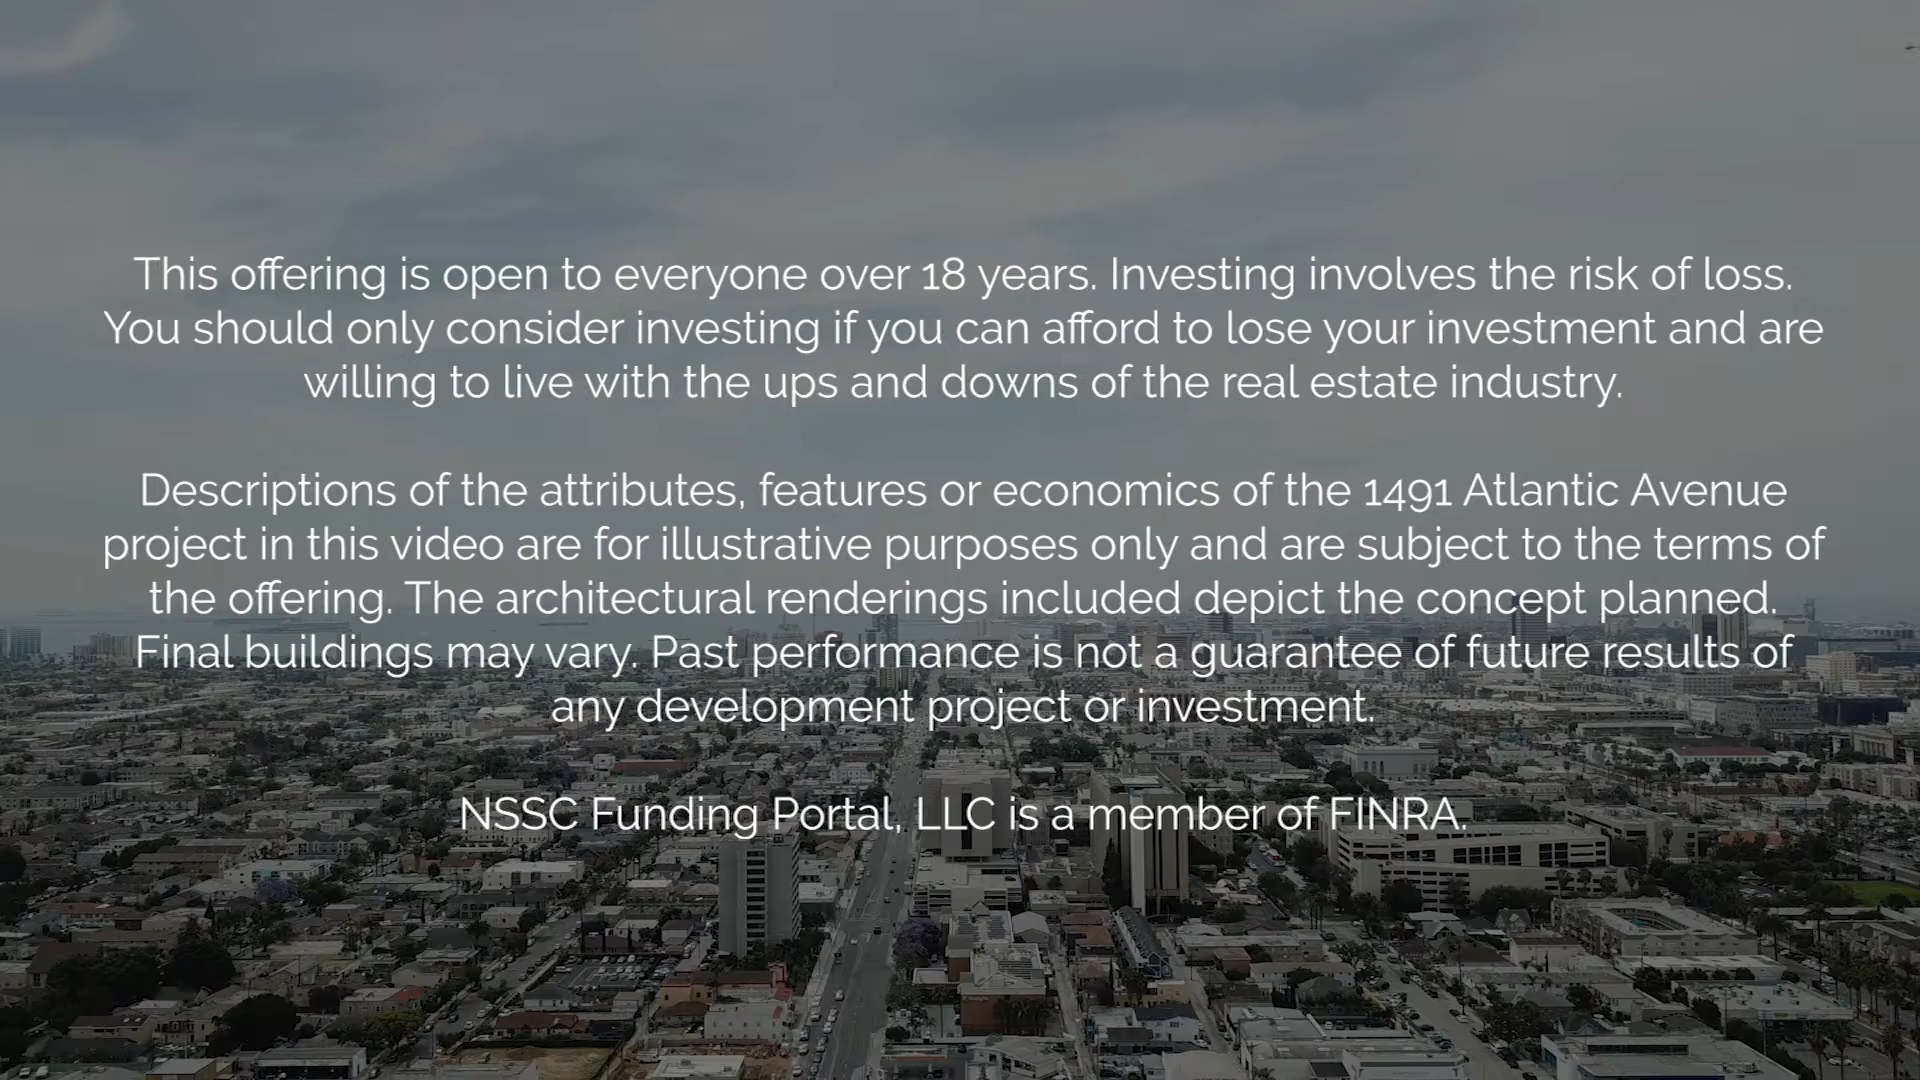 This offering is open to everyone over 18 years. Investing involves the risk of loss.
You should only consider investing if you can afford to lose your investment and are
willing to live with the ups and downs of the real estate industry.
Descriptions of the attributes, features or economics of the 1491 Atlantic Avenue
project in this video are for illustrative purposes only and are subject to the terms of
the offering. The architectural renderings included depict the concept planned.
Final buildings may vary. Past performance is not a guarantee of future results of
any development project or investment.
NSSC Funding Portal, LLC is a member of FINRA.